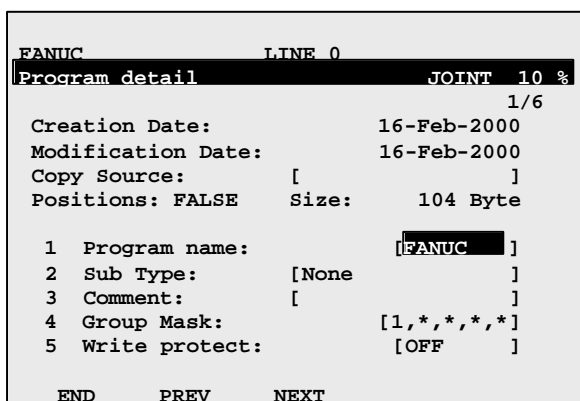 FANUC LINE 0
Program detail JOINT 10 %
1/6
Creation Date: 16-Feb-2000
Modification Date: 16-Feb-2000
Copy Source: [ ]
Positions: FALSE Size: 104 Byte
1 Program name: [FANUC ]
2 Sub Type: [None ]
3 Comment: [ ]
4 Group Mask: [1,*,*,*,*]
5 Write protect: [OFF ]
END PREV NEXT